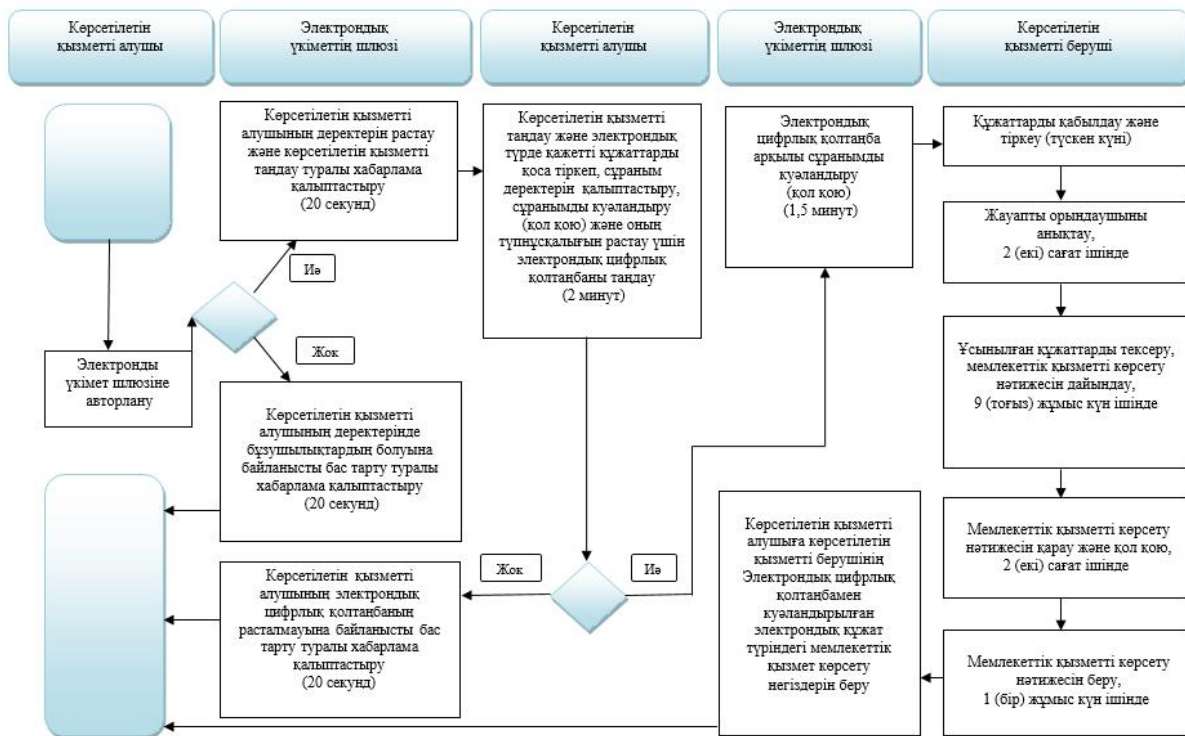 Көрсетілетін
қызметті алушы
Электрондық
үкіметтің шлюзі
Көрсетілетін
қызметті алушы
Электрондық
үкіметтің шлюзі
Көрсетілетін
қызметті беруші
Көрсетілетін қызметті
алушының деректерін растау
және көрсетілетін қызметті
таңдау туралы хабарлама
қалыптастыру
(20 секунд)
Көрсетілетін қызметті
таңдау және электрондық
түрде қажетті құжаттарды
қоса тіркеп, сұраным
деректерін қалыптастыру,
сұранымды куәландыру
(қол қою) және оның
түпнұсқалығын растау үшін
электрондық цифрлық
қолтаңбаны таңдау
(2 минут)
Электрондық
цифрлық қолтаңба
арқылы сұранымды
куәландыру
(қол қою)
(1,5 минут)
Құжаттарды қабылдау және
тіркеу (түскен күні)
Жауапты орындаушыны
анықтау,
2 (екі) сағат ішінде
Иә
Жок
Электронды
үкімет шлюзіне
авторлану
Ұсынылған құжаттарды тексеру,
мемлекеттік қызметті көрсету
нәтижесін дайындау,
9 (тоғыз) жұмыс күн ішінде
Көрсетілетін қызметті
алушының деректерінде
бұзушылықтардың болуына
байланысты бас тарту туралы
хабарлама қалыптастыру
(20 секунд)
Көрсетілетін қызметті
алушыға көрсетілетін
қызметті берушінің
Электрондық цифрлық
қолтаңбамен
куәландырылған
электрондық құжат
түріндегі мемлекеттік
қызмет көрсету
негіздерін беру
Мемлекеттік қызметті көрсету
нәтижесін қарау және қол қою,
2 (екі) сағат ішінде
Жок
Иә
Көрсетілетін қызметті
алушының электрондық
цифрлық қолтаңбаның
расталмауына байланысты бас
тарту туралы хабарлама
қалыптастыру
(20 секунд)
Мемлекеттік қызметті көрсету
нәтижесін беру,
1 (бір) жұмыс күн ішінде